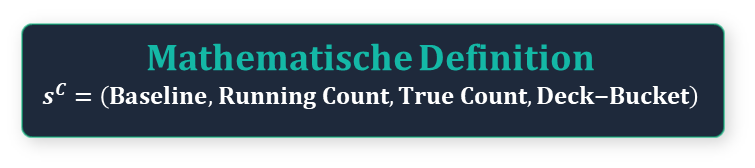 Mathematische Definition
s^C = (Baseline, Running Count, True Count, Deck−Bucket)